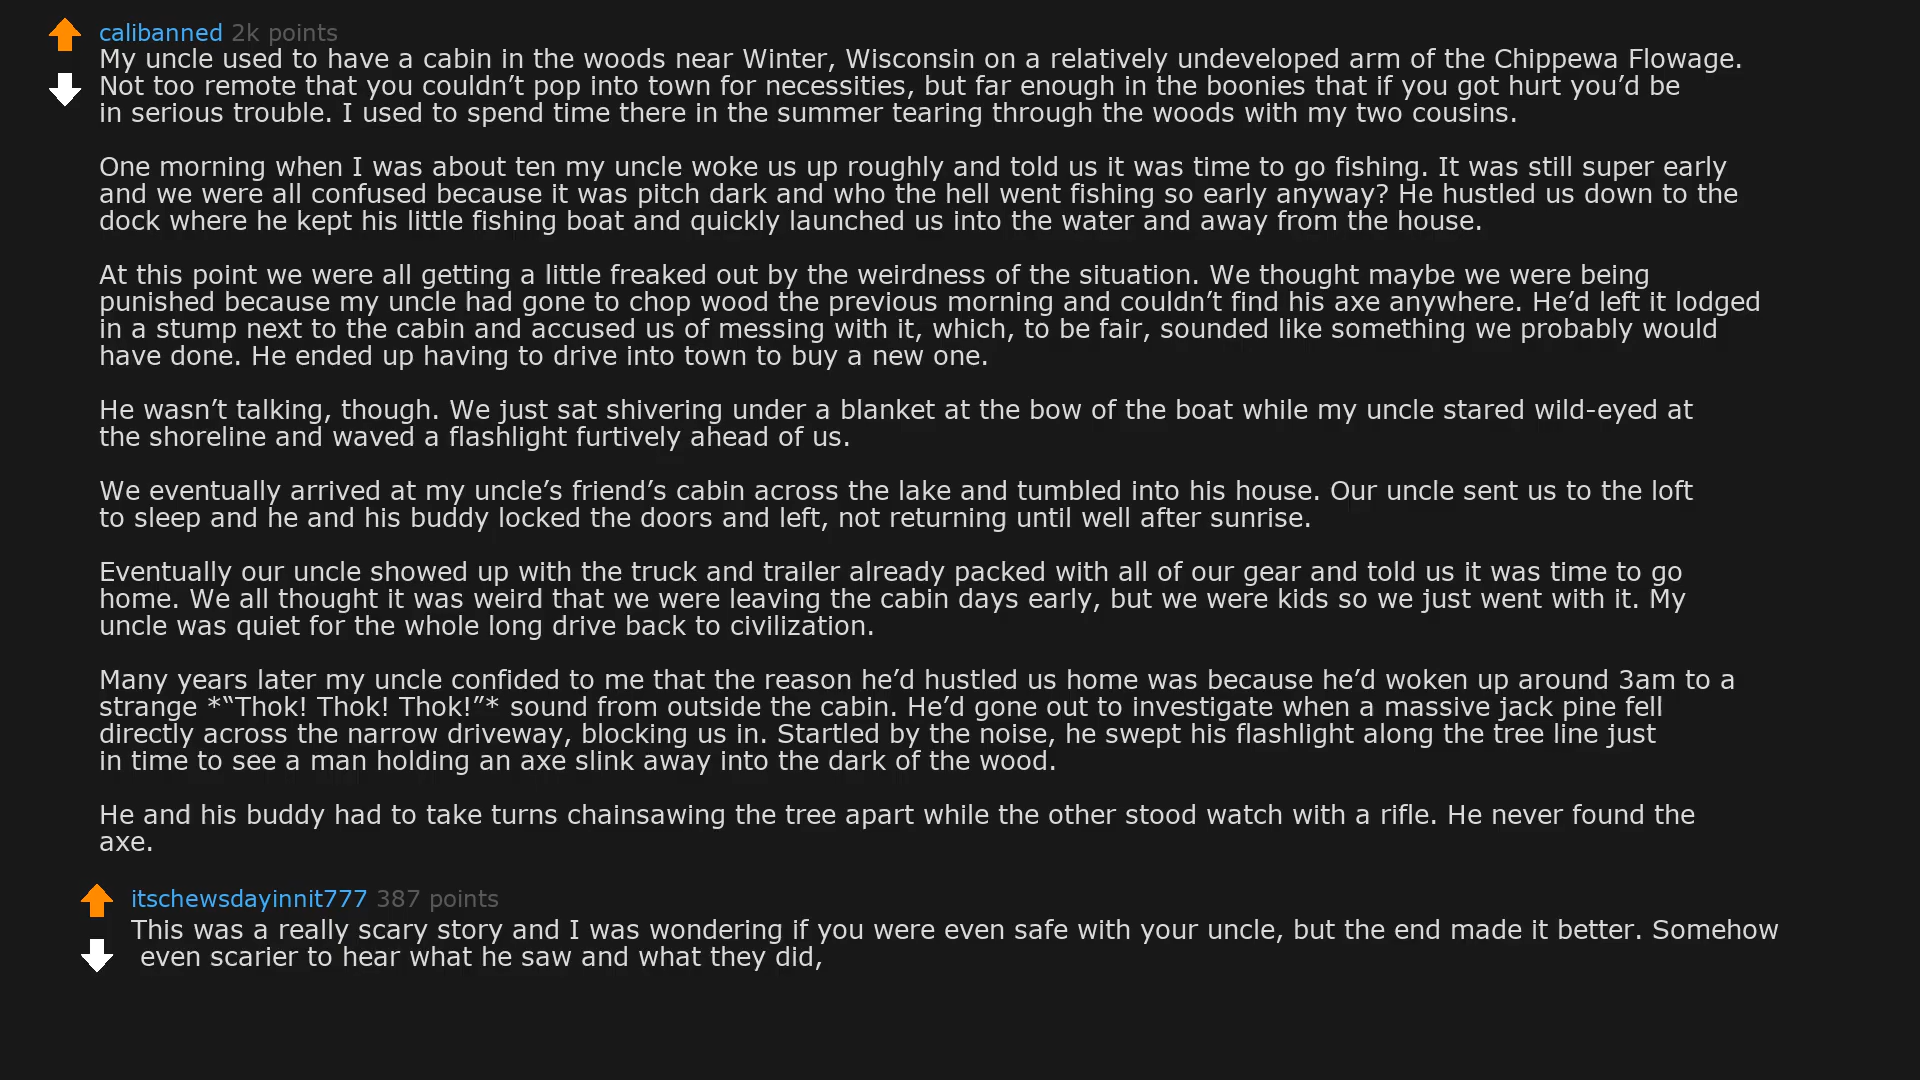 calibanned 2k points
My uncle used to have a cabin in the woods near Winter, Wisconsin on a relatively undeveloped arm of the Chippewa Flowage.
Not too remote that you couldn’t pop into town for necessities, but far enough in the boonies that if you got hurt you’d be
in serious trouble. I used to spend time there in the summer tearing through the woods with my two cousins.
One morning when I was about ten my uncle woke us up roughly and told us it was time to go fishing. It was still super early
and we were all confused because it was pitch dark and who the hell went fishing so early anyway? He hustled us down to the
dock where he kept his little fishing boat and quickly launched us into the water and away from the house.
At this point we were all getting a little freaked out by the weirdness of the situation. We thought maybe we were being
punished because my uncle had gone to chop wood the previous morning and couldn’t find his axe anywhere. He’d left it lodged
in a stump next to the cabin and accused us of messing with it, which, to be fair, sounded like something we probably would
have done. He ended up having to drive into town to buy a new one.
He wasn’t talking, though. We just sat shivering under a blanket at the bow of the boat while my uncle stared wild-eyed at
the shoreline and waved a flashlight furtively ahead of us.
We eventually arrived at my uncle’s friend’s cabin across the lake and tumbled into his house. Our uncle sent us to the loft
to sleep and he and his buddy locked the doors and left, not returning until well after sunrise.
Eventually our uncle showed up with the truck and trailer already packed with all of our gear and told us it was time to go
home. We all thought it was weird that we were leaving the cabin days early, but we were kids so we just went with it. My
uncle was quiet for the whole long drive back to civilization.
Many years later my uncle confided to me that the reason he’d hustled us home was because he’d woken up around 3am to a
strange *“Thok! Thok! Thok!”* sound from outside the cabin. He’d gone out to investigate when a massive jack pine fell
directly across the narrow driveway, blocking us in. Startled by the noise, he swept his flashlight along the tree line just
in time to see a man holding an axe slink away into the dark of the wood.
He and his buddy had to take turns chainsawing the tree apart while the other stood watch with a rifle. He never found the
axe.
itschewsdayinnit777 387 points
This was a really scary story and I was wondering if you were even safe with your uncle, but the end made it better. Somehow
even scarier to hear what he saw and what they did,